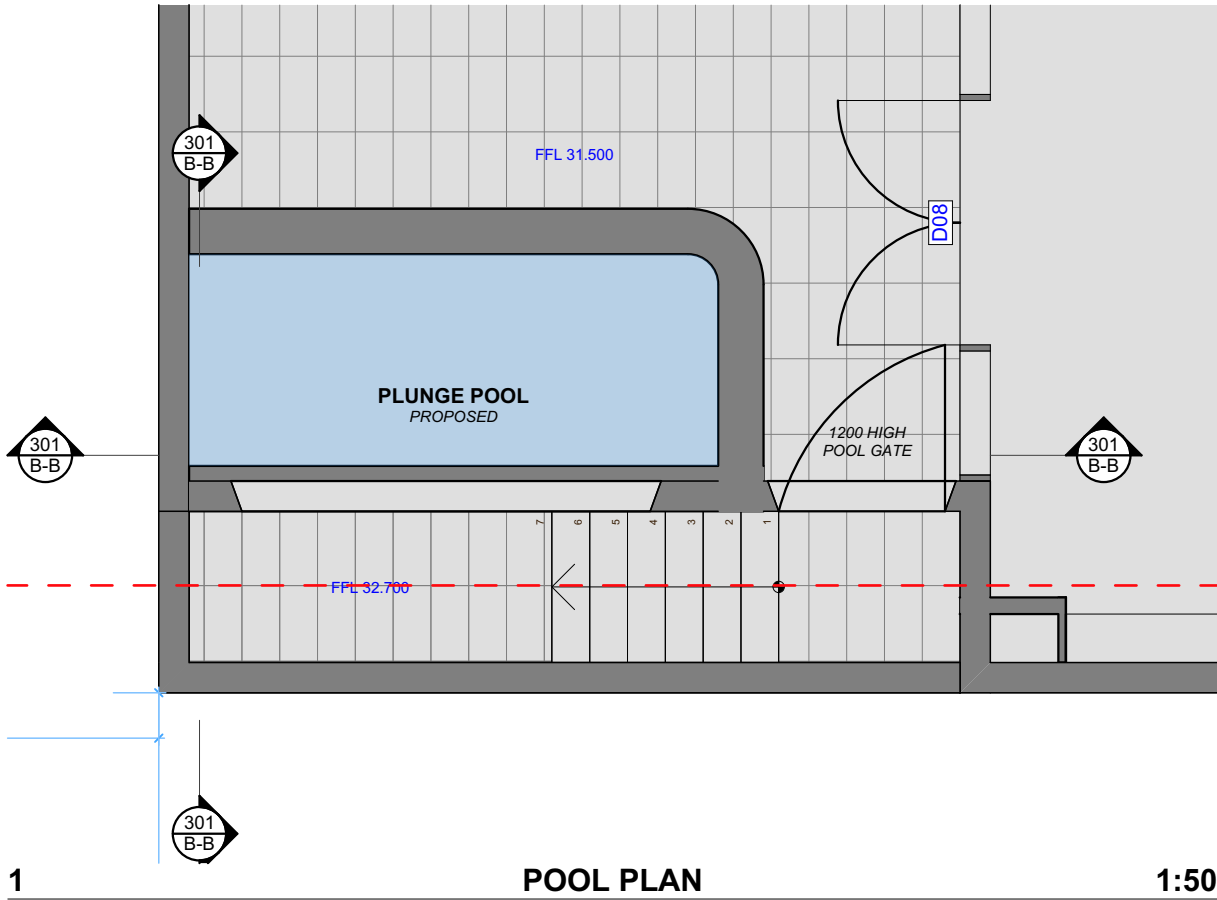 301
B-B
FFL 31.500
D08
PLUNGE POOL
PROPOSED
1200 HIGH
POOL GATE
301
B-B
301
B-B
7 6 5 4 3 2 1
FFL 32.700
301
B-B
1 POOL PLAN 1:50